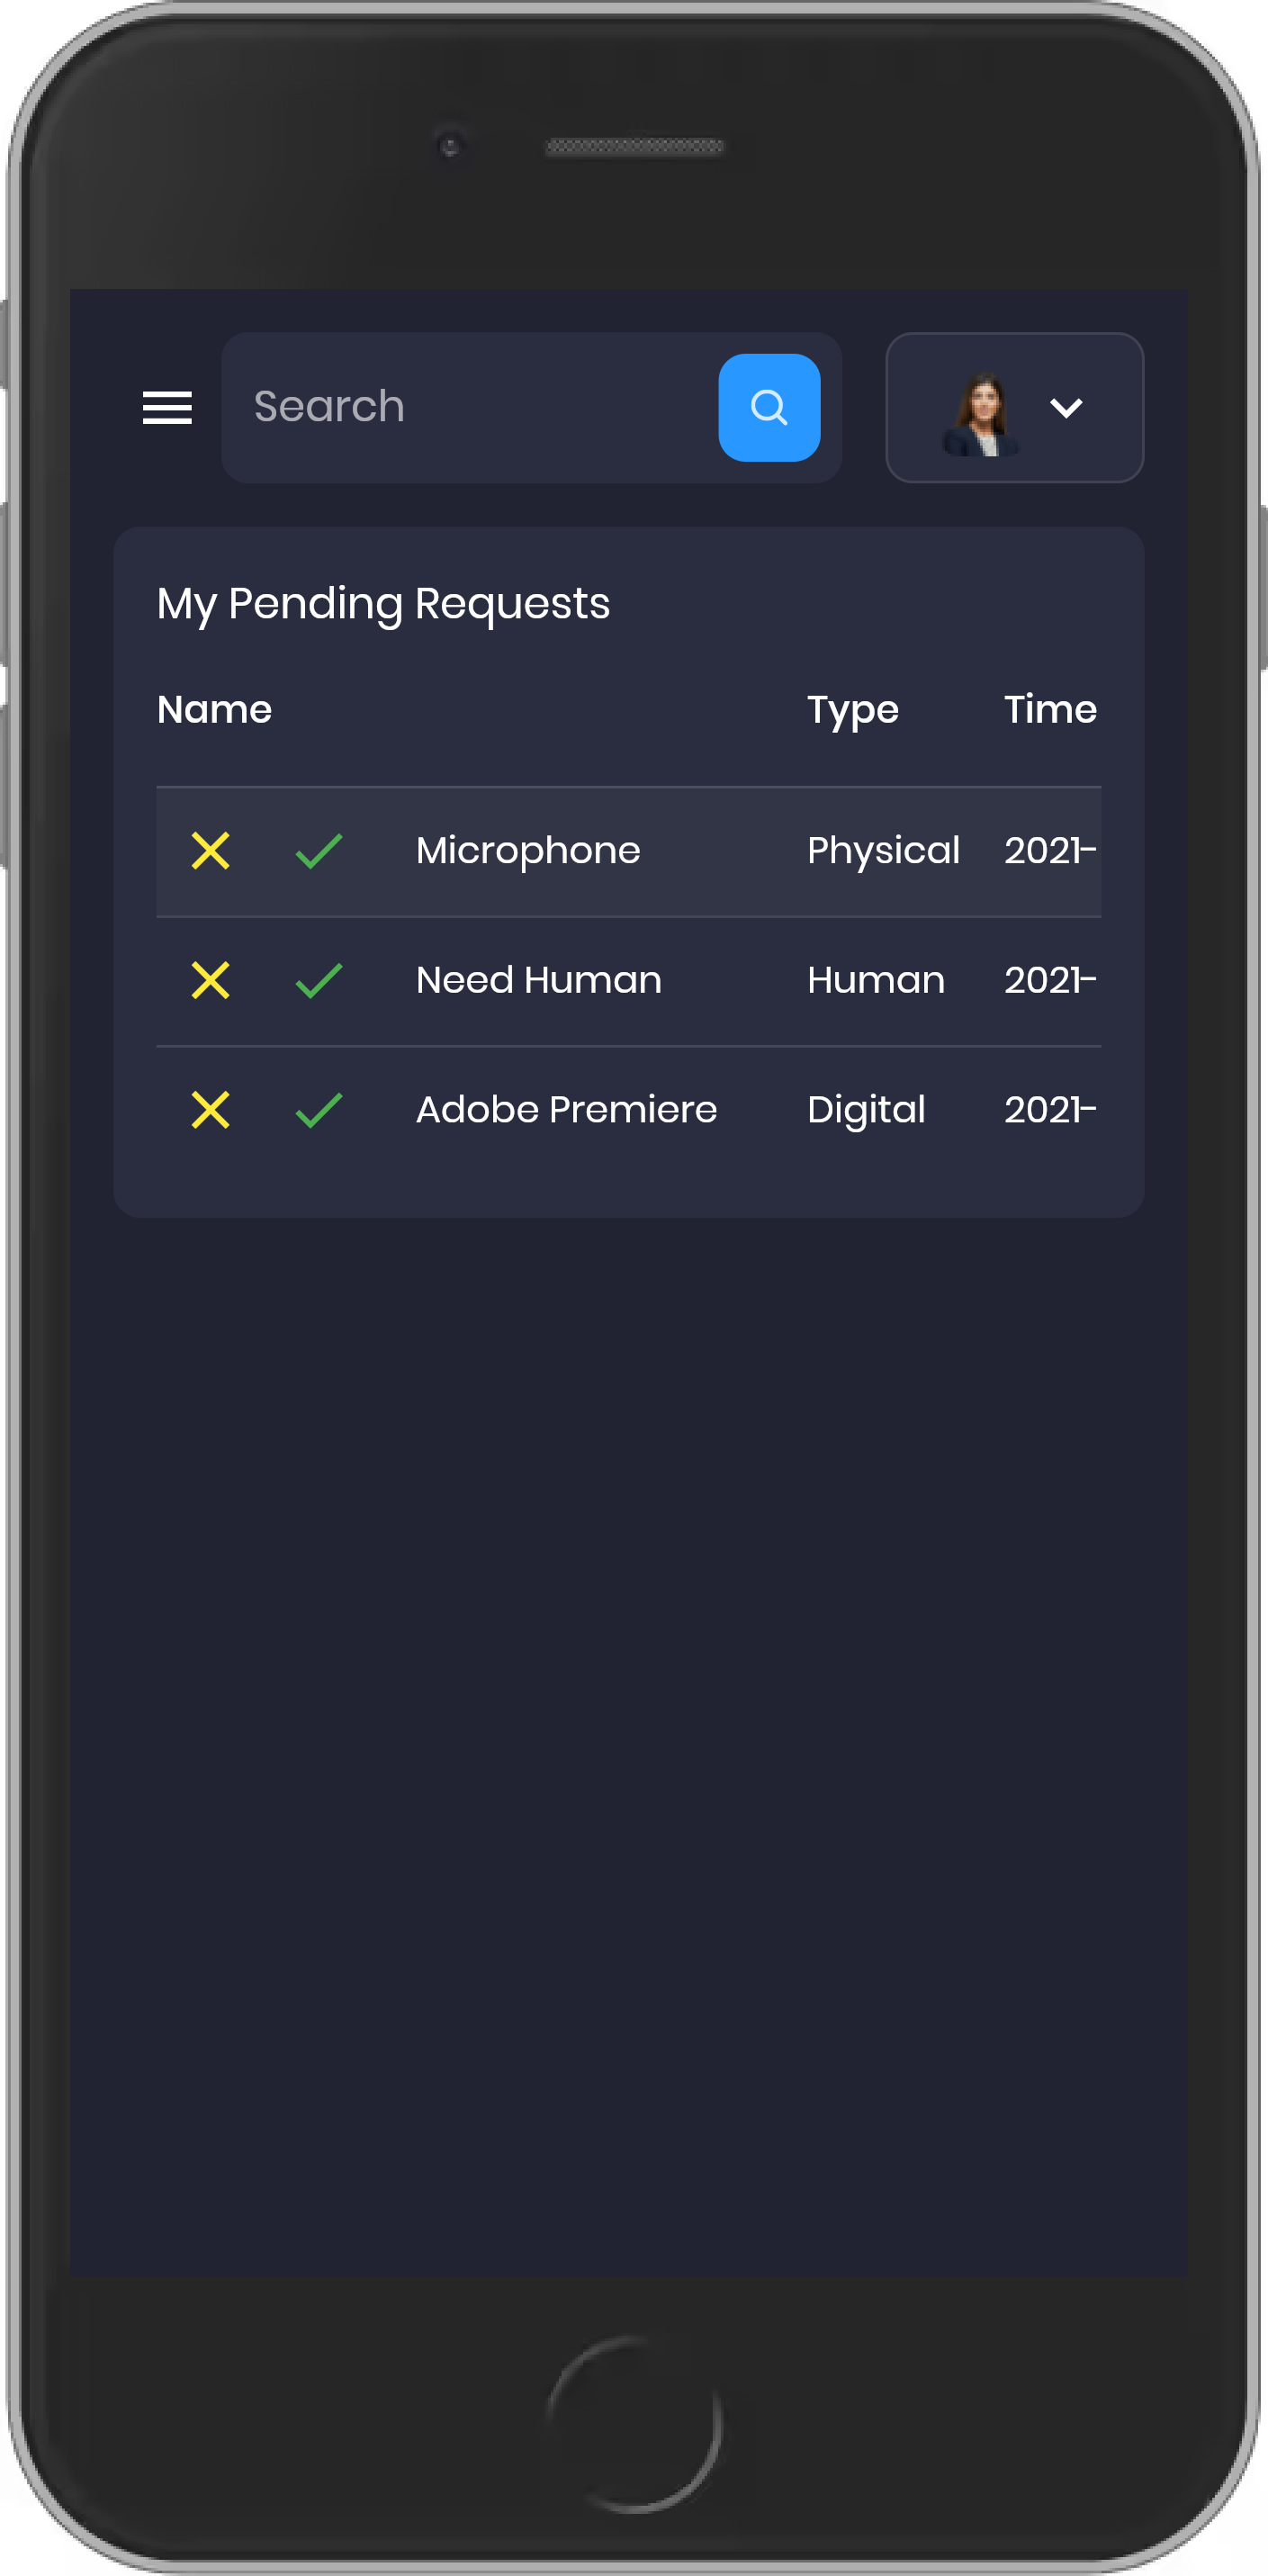 Search
My Pending Requests
Name Type Time
Microphone Physical 2021-
Need Human Human 2021-
Adobe Premiere Digital 2021-